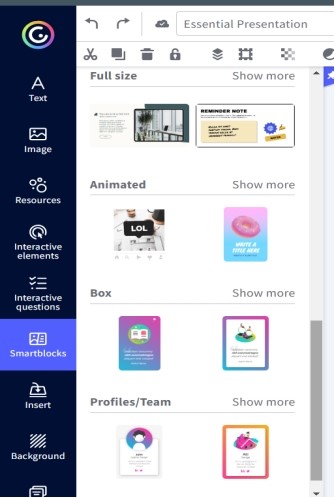 Essential Presentation
Text
Image
Resources
Interactive
elements
Interactive
questions
Smartblocks
Insert
Background
Full size Show more
REMINDER NOTE
Animated Show more
LOL
WRITE A
TITLE HERE
Box Show more
Profiles/Team Show more